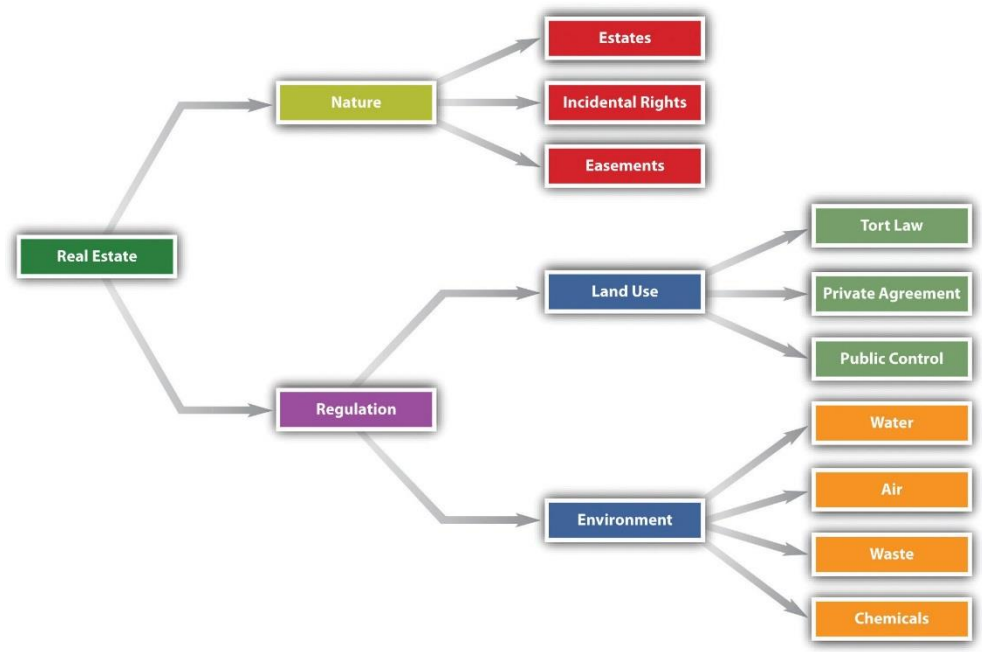 Real Estate
Nature
Estates
Incidental Rights
Easements
Regulation
Land Use
Tort Law
Private Agreement
Public Control
Environment
Water
Air
Waste
Chemicals